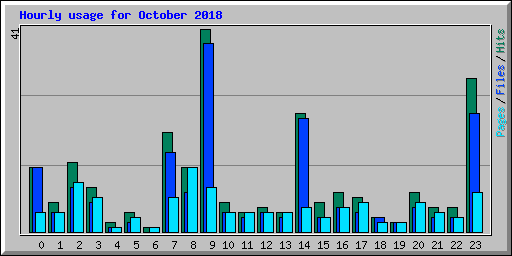 Hourly usage for October 2018
41
Pages/Files/Hits
0 1 2 3 4 5 6 7 8 9 10 11 12 13 14 15 16 17 18 19 20 21 22 23